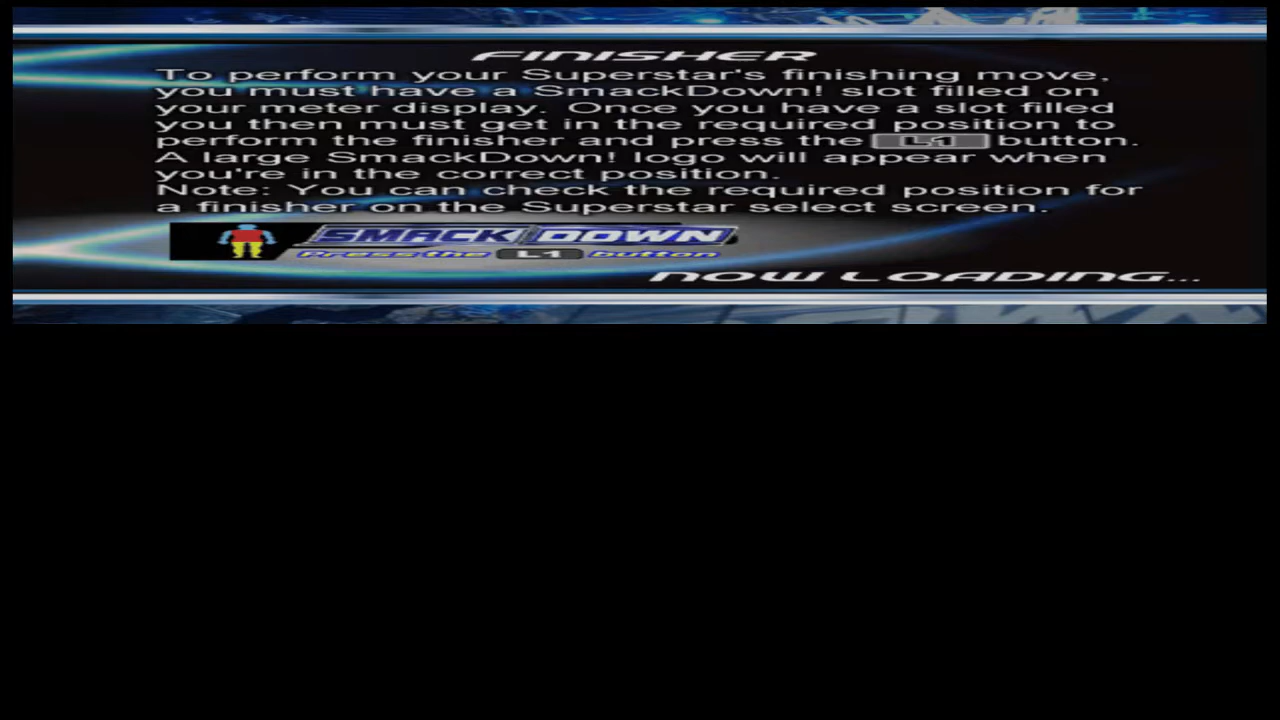 FINISHER
To perform your Superstar's finishing move,
you must have a SmackDown! slot filled on
your meter display. Once you have a slot filled
you then must get in the required position to
perform the finisher and press the L1 button.
A large SmackDown! logo will appear when
you're in the correct position.
Note: You can check the required position for
a finisher on the Superstar select screen.
SMACK DOWN
Press the L1 button
NOW LOADING...